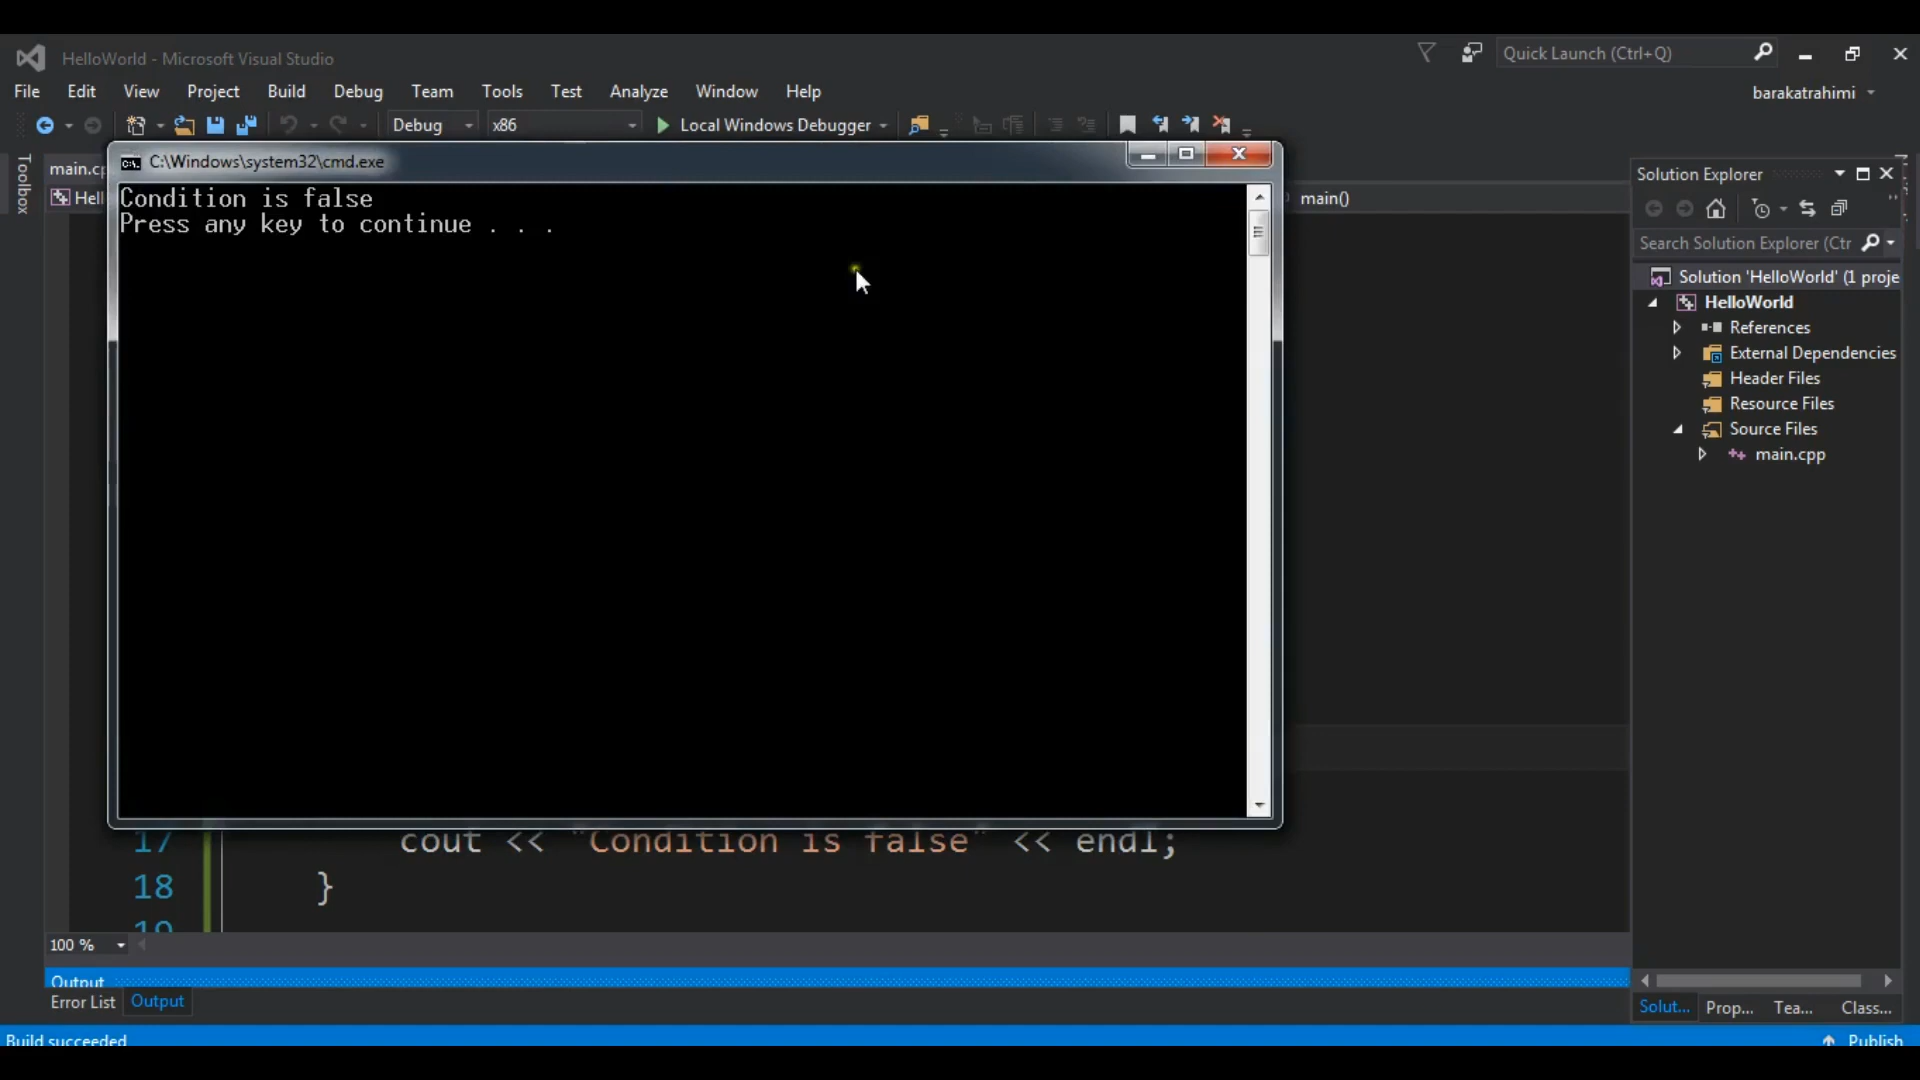 HelloWorld - Microsoft Visual Studio
Quick Launch (Ctrl+Q)
File Edit View Project Build Debug Team Tools Test Analyze Window Help
barakatrahimi
Debug x86 Local Windows Debugger
Toolbox
main.c
Hell
main()
C:\Windows\system32\cmd.exe
Condition is false
Press any key to continue . . .
Solution Explorer
Search Solution Explorer (Ctr
Solution 'HelloWorld' (1 proje
HelloWorld
References
External Dependencies
Header Files
Resource Files
Source Files
main.cpp
17 cout << "Condition is false" << endl;
18 }
19
100 %
Output
Error List Output
Solut... Prop... Tea... Class...
Build succeeded
Publish